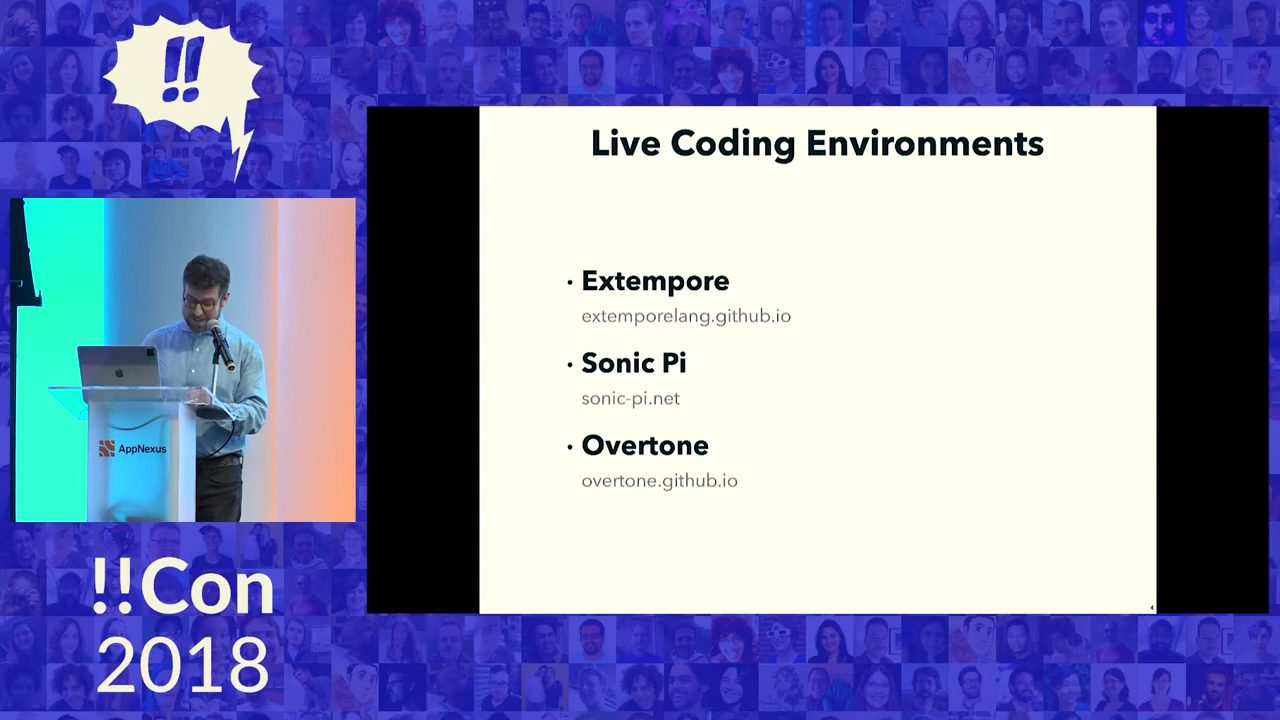 !!
Live Coding Environments
• Extempore
extemporelang.github.io
• Sonic Pi
sonic-pi.net
• Overtone
overtone.github.io
4
AppNexus
!!Con
2018